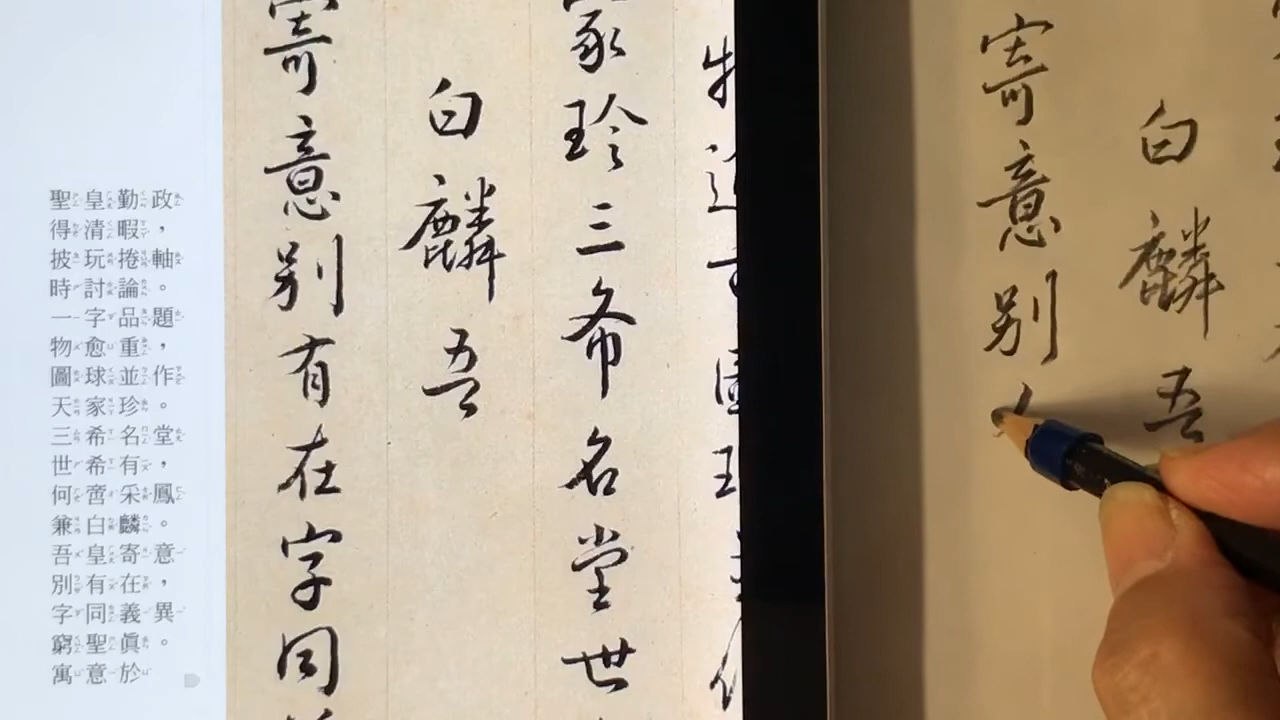 聖皇勤政
得清暇，
披玩捲軸
時討論。
一字品題
物愈重，
圖球並作
天家珍。
三希名堂
世希有，
何啻采鳳
兼白麟。
吾皇寄意
別有在，
字同義異
窮聖眞。
寓意於
家珍三希名堂世
白麟吾
寄意别有在字同
白麟吾
寄意别